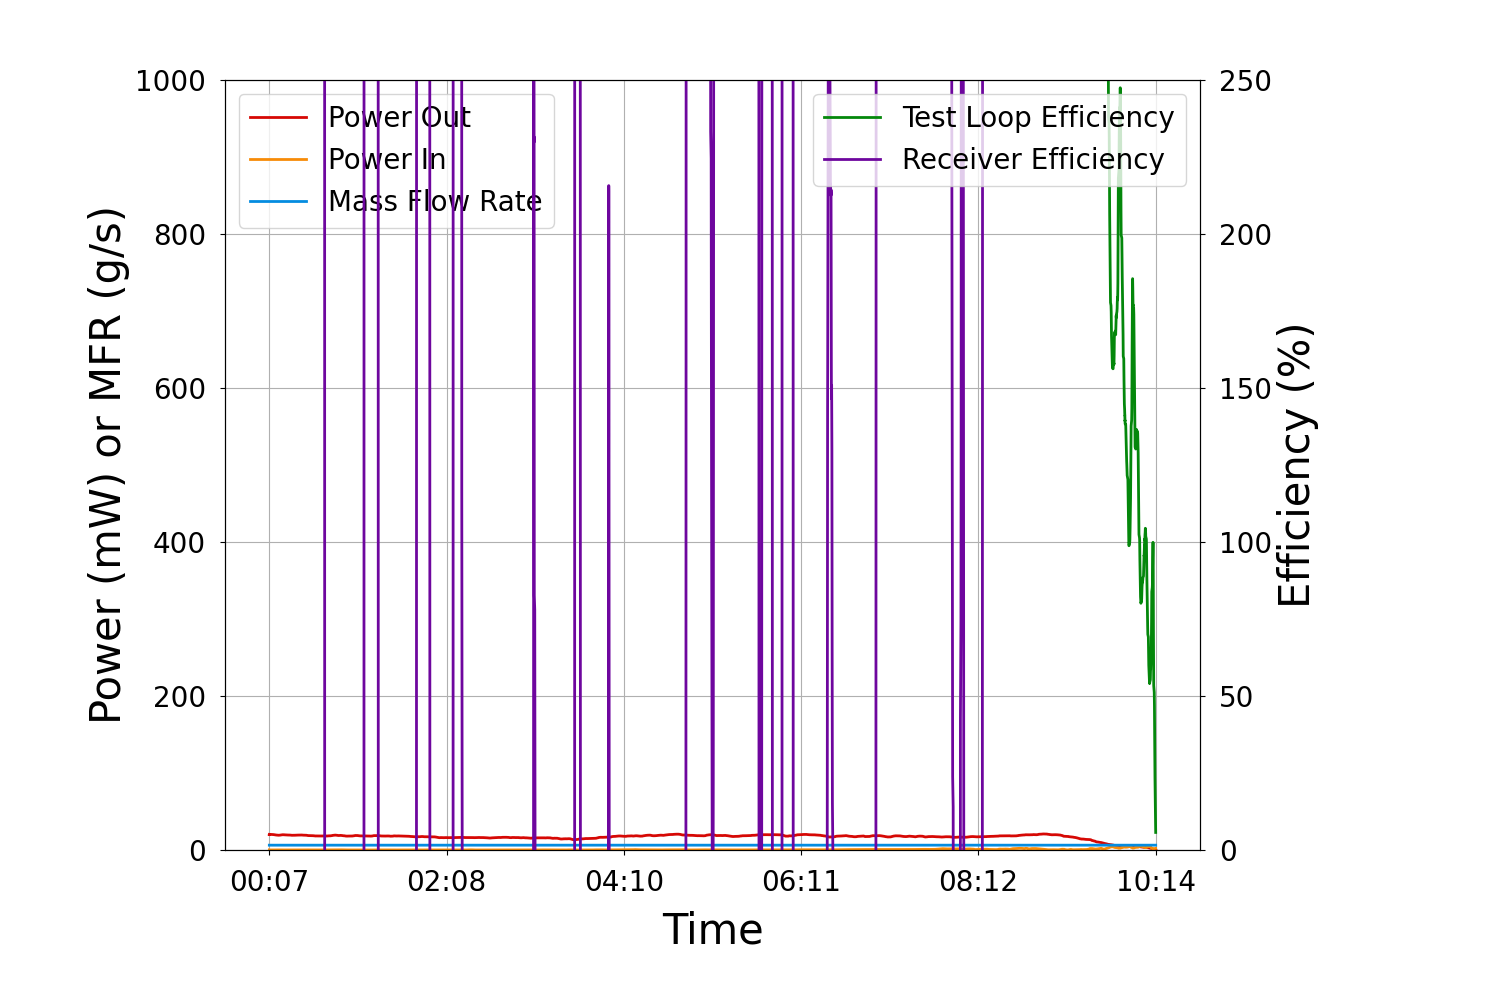 1000
800
600
400
200
0
Power (mW) or MFR (g/s)
Power Out
Power In
Mass Flow Rate
Test Loop Efficiency
Receiver Efficiency
250
200
150
100
50
0
Efficiency (%)
00:07 02:08 04:10 06:11 08:12 10:14
Time